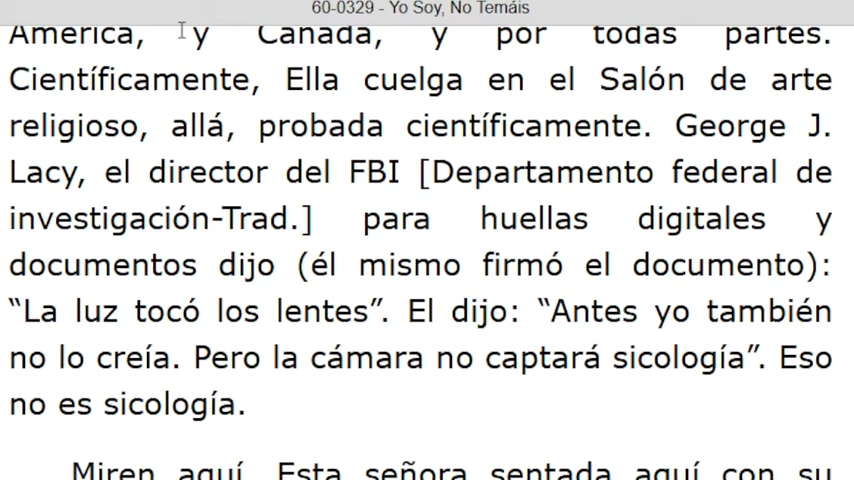 60-0329 - Yo Soy, No Temáis
América, y Canadá, y por todas partes.
Científicamente, Ella cuelga en el Salón de arte
religioso, allá, probada científicamente. George J.
Lacy, el director del FBI [Departamento federal de
investigación-Trad.] para huellas digitales y
documentos dijo (él mismo firmó el documento):
“La luz tocó los lentes”. El dijo: “Antes yo también
no lo creía. Pero la cámara no captará sicología”. Eso
no es sicología.
Miren aquí. Esta señora sentada aquí con su